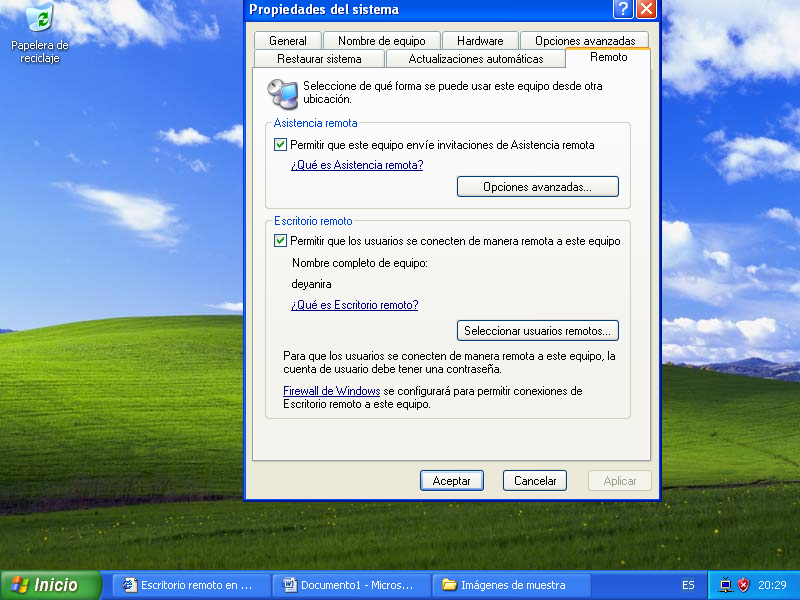 Papelera de
reciclaje
Propiedades del sistema
General
Nombre de equipo
Hardware
Opciones avanzadas
Restaurar sistema
Actualizaciones automáticas
Remoto
Seleccione de qué forma se puede usar este equipo desde otra
ubicación.
Asistencia remota
Permitir que este equipo envíe invitaciones de Asistencia remota
¿Qué es Asistencia remota?
Opciones avanzadas...
Escritorio remoto
Permitir que los usuarios se conecten de manera remota a este equipo
Nombre completo de equipo:
deyanira
¿Qué es Escritorio remoto?
Seleccionar usuarios remotos...
Para que los usuarios se conecten de manera remota a este equipo, la
cuenta de usuario debe tener una contraseña.
Firewall de Windows se configurará para permitir conexiones de
Escritorio remoto a este equipo.
Aceptar
Cancelar
Aplicar
Inicio
Escritorio remoto en ...
Documento1 - Micros...
Imágenes de muestra
ES
20:29